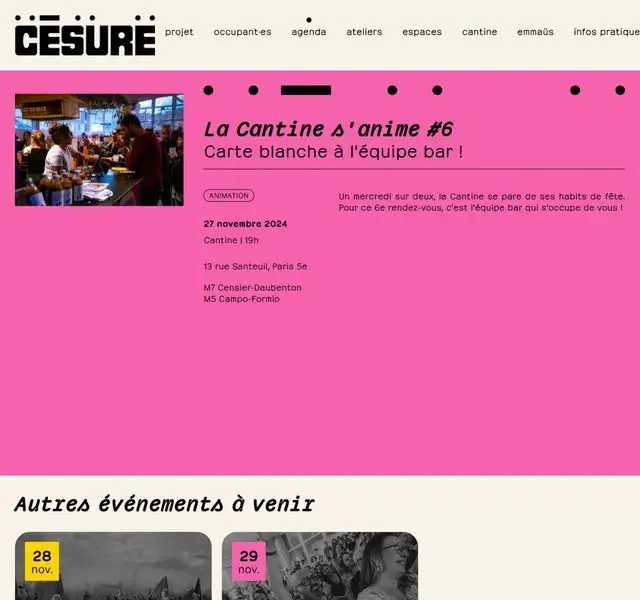 CÉSURE
projet occupant·es agenda ateliers espaces cantine emmaüs infos pratique
La Cantine s'anime #6
Carte blanche à l'équipe bar !
ANIMATION
27 novembre 2024
Cantine | 19h
13 rue Santeuil, Paris 5e
M7 Censier-Daubenton
M5 Campo-Formio
Un mercredi sur deux, la Cantine se pare de ses habits de fête.
Pour ce 6e rendez-vous, c'est l'équipe bar qui s'occupe de vous !
Autres événements à venir
28
nov.
29
nov.